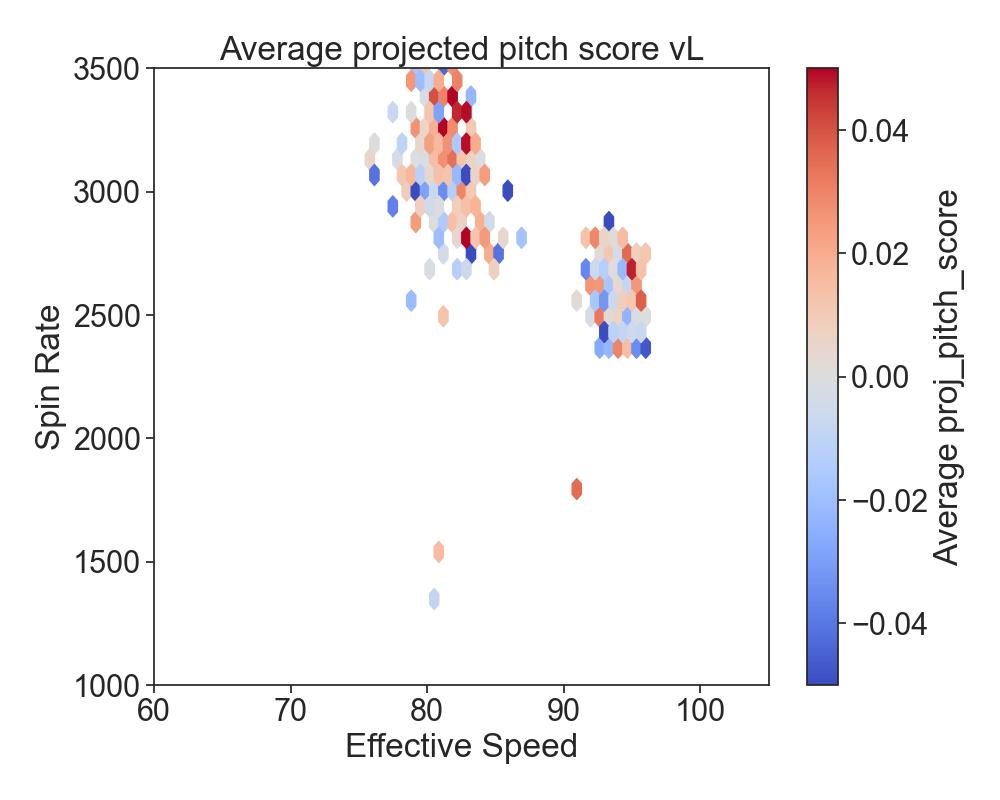 Average projected pitch score vL
3500
3000
2500
2000
1500
1000
Spin Rate
60 70 80 90 100
Effective Speed
0.04
0.02
0.00
−0.02
−0.04
Average proj_pitch_score